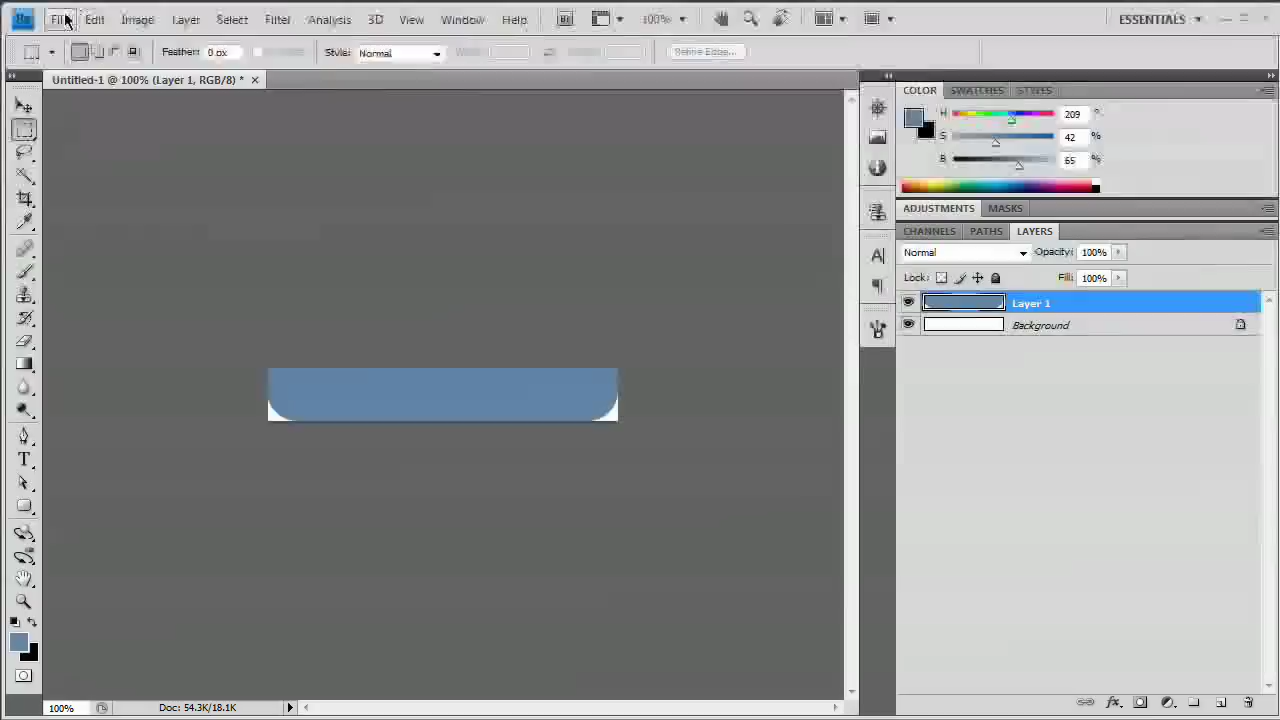 Ps File Edit Image Layer Select Filter Analysis 3D View Window Help Br 100% ESSENTIALS
Feather: 0 px Style: Normal Refine Edge...
Untitled-1 @ 100% (Layer 1, RGB/8) *
COLOR SWATCHES STYLES
H 209 °
S 42 %
B 65 %
ADJUSTMENTS MASKS
CHANNELS PATHS LAYERS
Normal Opacity: 100%
Lock: Fill: 100%
Layer 1
Background
100% Doc: 54.3K/18.1K